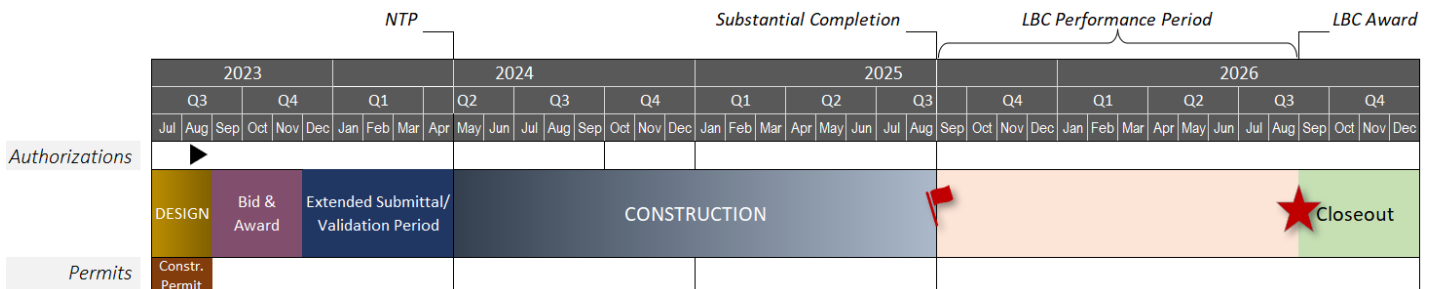 NTP
Substantial Completion
LBC Performance Period
LBC Award
2023 2024 2025 2026
Q3 Q4 Q1 Q2 Q3 Q4 Q1 Q2 Q3 Q4 Q1 Q2 Q3 Q4
Jul Aug Sep Oct Nov Dec Jan Feb Mar Apr May Jun Jul Aug Sep Oct Nov Dec Jan Feb Mar Apr May Jun Jul Aug Sep Oct Nov Dec Jan Feb Mar Apr May Jun Jul Aug Sep Oct Nov Dec
Authorizations
DESIGN
Bid &
Award
Extended Submittal/
Validation Period
CONSTRUCTION
Closeout
Permits
Constr.
Permit